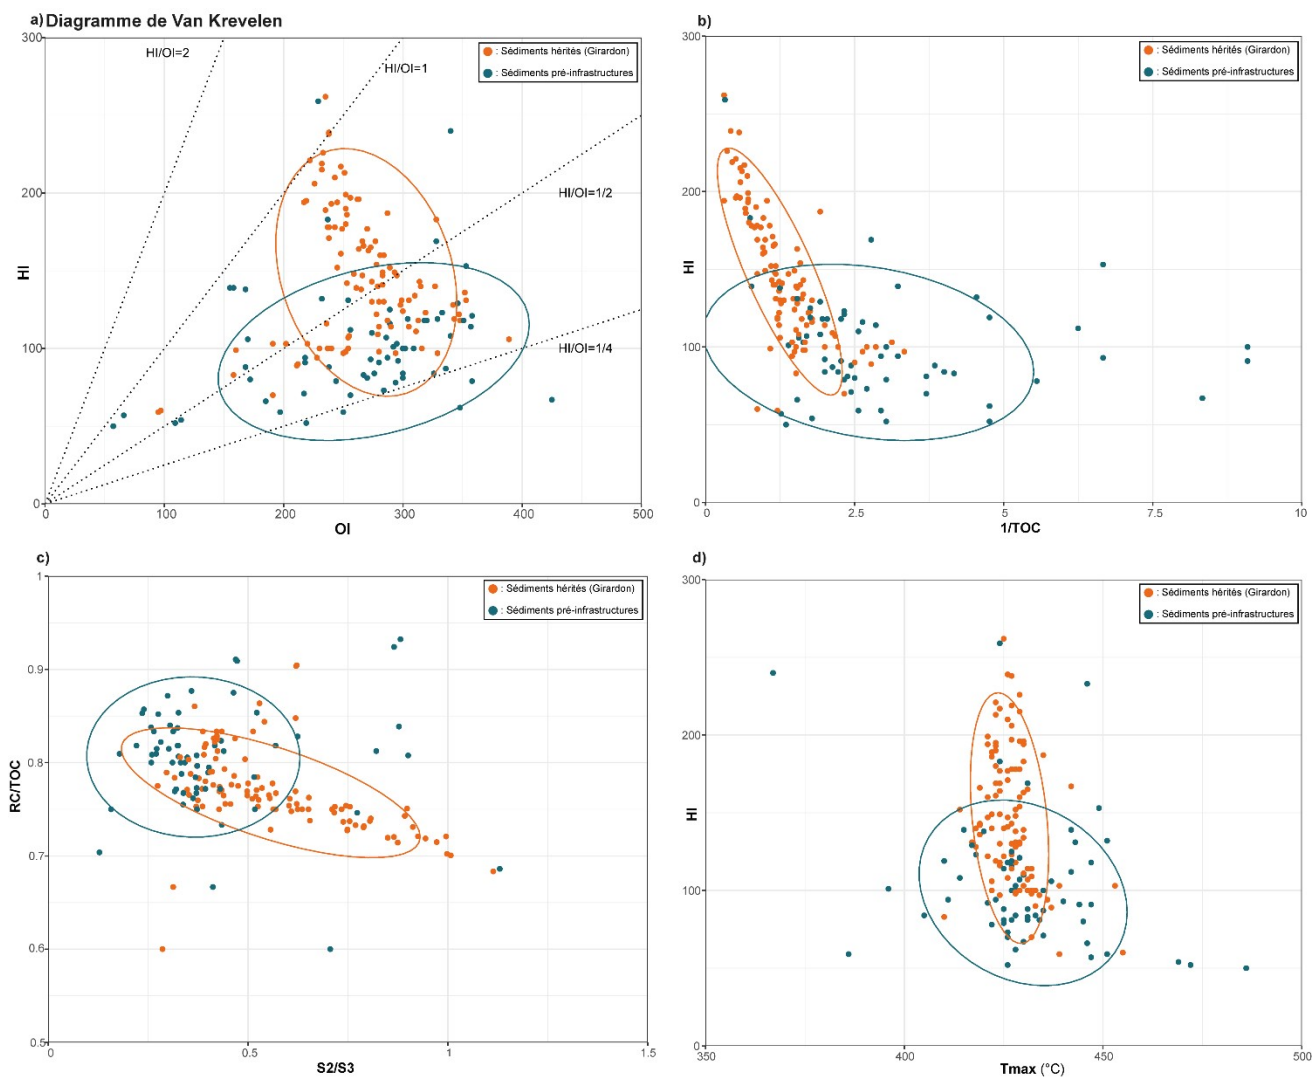 a) Diagramme de Van Krevelen
300
200
100
0
HI
HI/OI=2
HI/OI=1
HI/OI=1/2
HI/OI=1/4
: Sédiments hérités (Girardon)
: Sédiments pré-infrastructures
0
100
200
300
400
500
OI
b)
300
200
100
0
HI
: Sédiments hérités (Girardon)
: Sédiments pré-infrastructures
0
2.5
5
7.5
10
1/TOC
c)
1
0.9
0.8
0.7
0.6
0.5
RC/TOC
: Sédiments hérités (Girardon)
: Sédiments pré-infrastructures
0
0.5
1
1.5
S2/S3
d)
300
200
100
0
HI
: Sédiments hérités (Girardon)
: Sédiments pré-infrastructures
350
400
450
500
Tmax (°C)